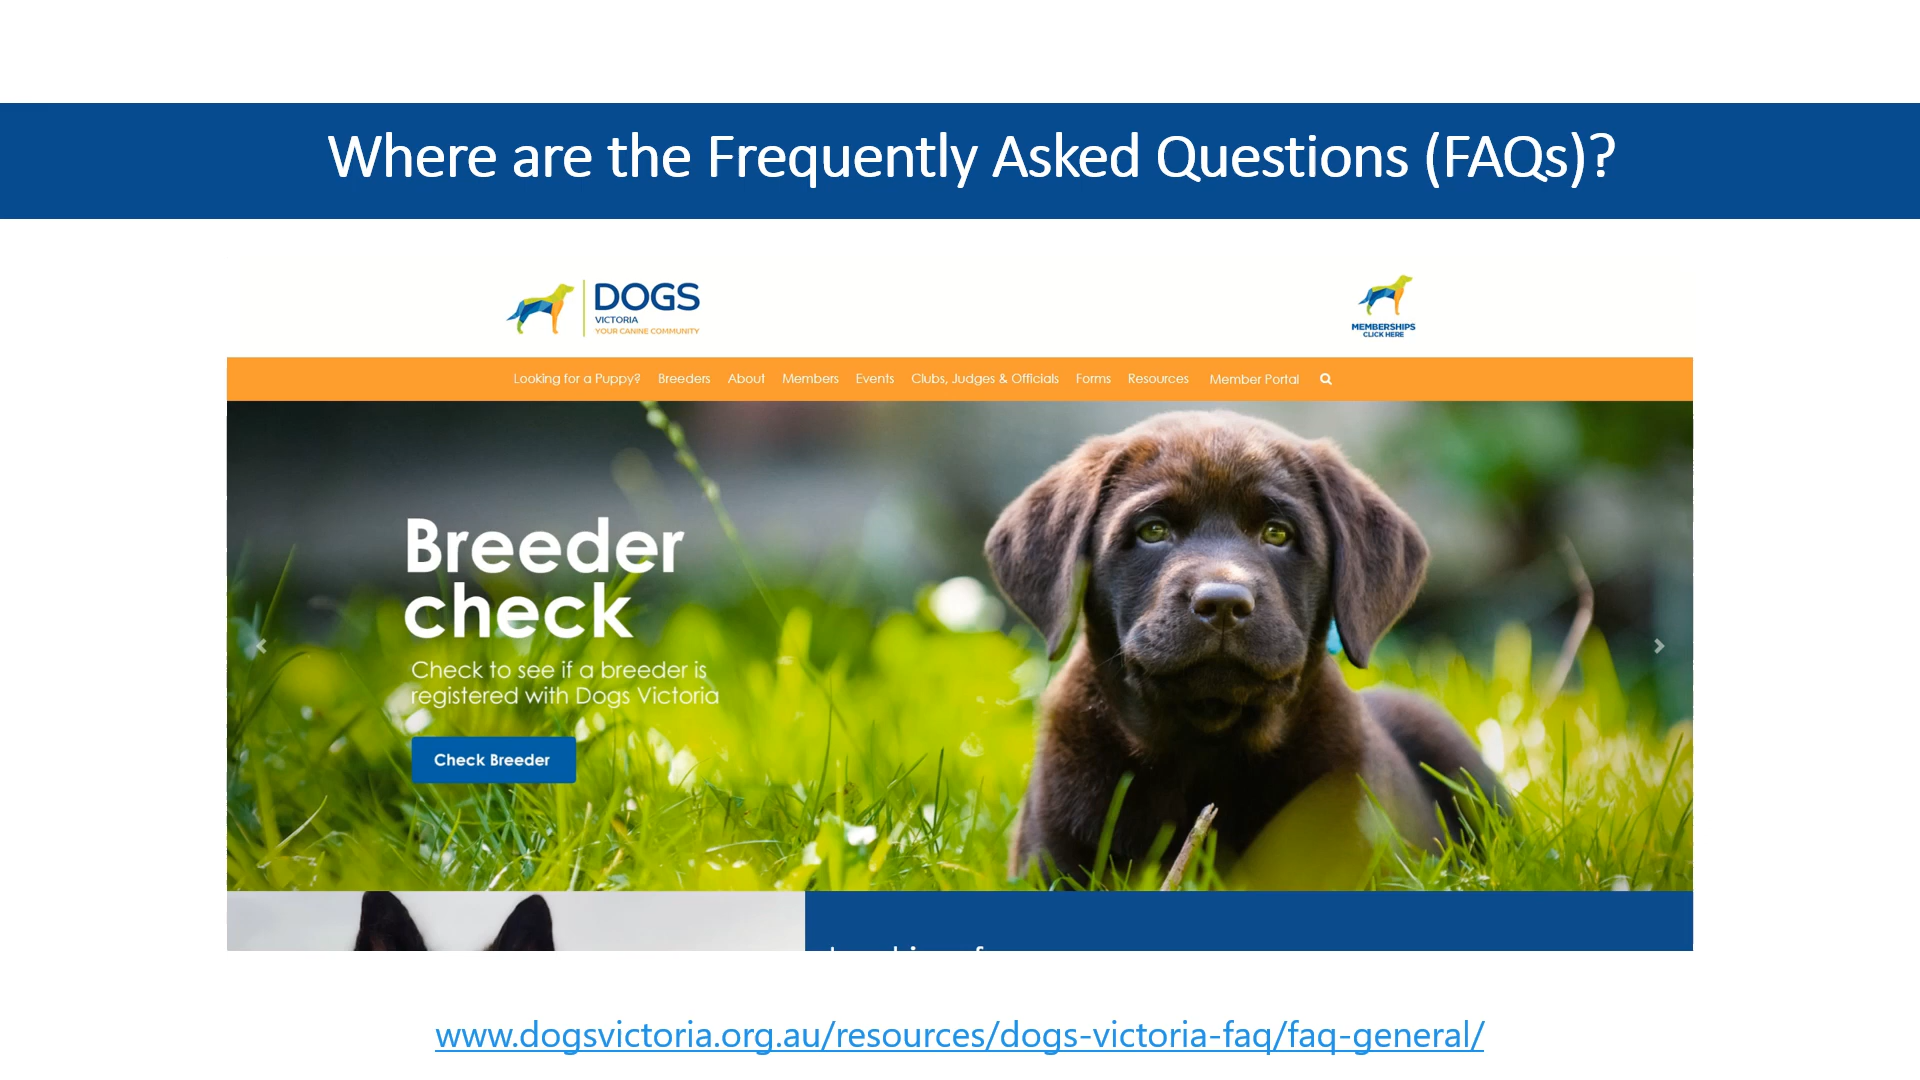 Where are the Frequently Asked Questions (FAQs)?
DOGS
VICTORIA
YOUR CANINE COMMUNITY
MEMBERSHIPS
CLICK HERE
Looking for a Puppy? Breeders About Members Events Clubs, Judges & Officials Forms Resources Member Portal
Breeder
check
Check to see if a breeder is
registered with Dogs Victoria
Check Breeder
www.dogsvictoria.org.au/resources/dogs-victoria-faq/faq-general/